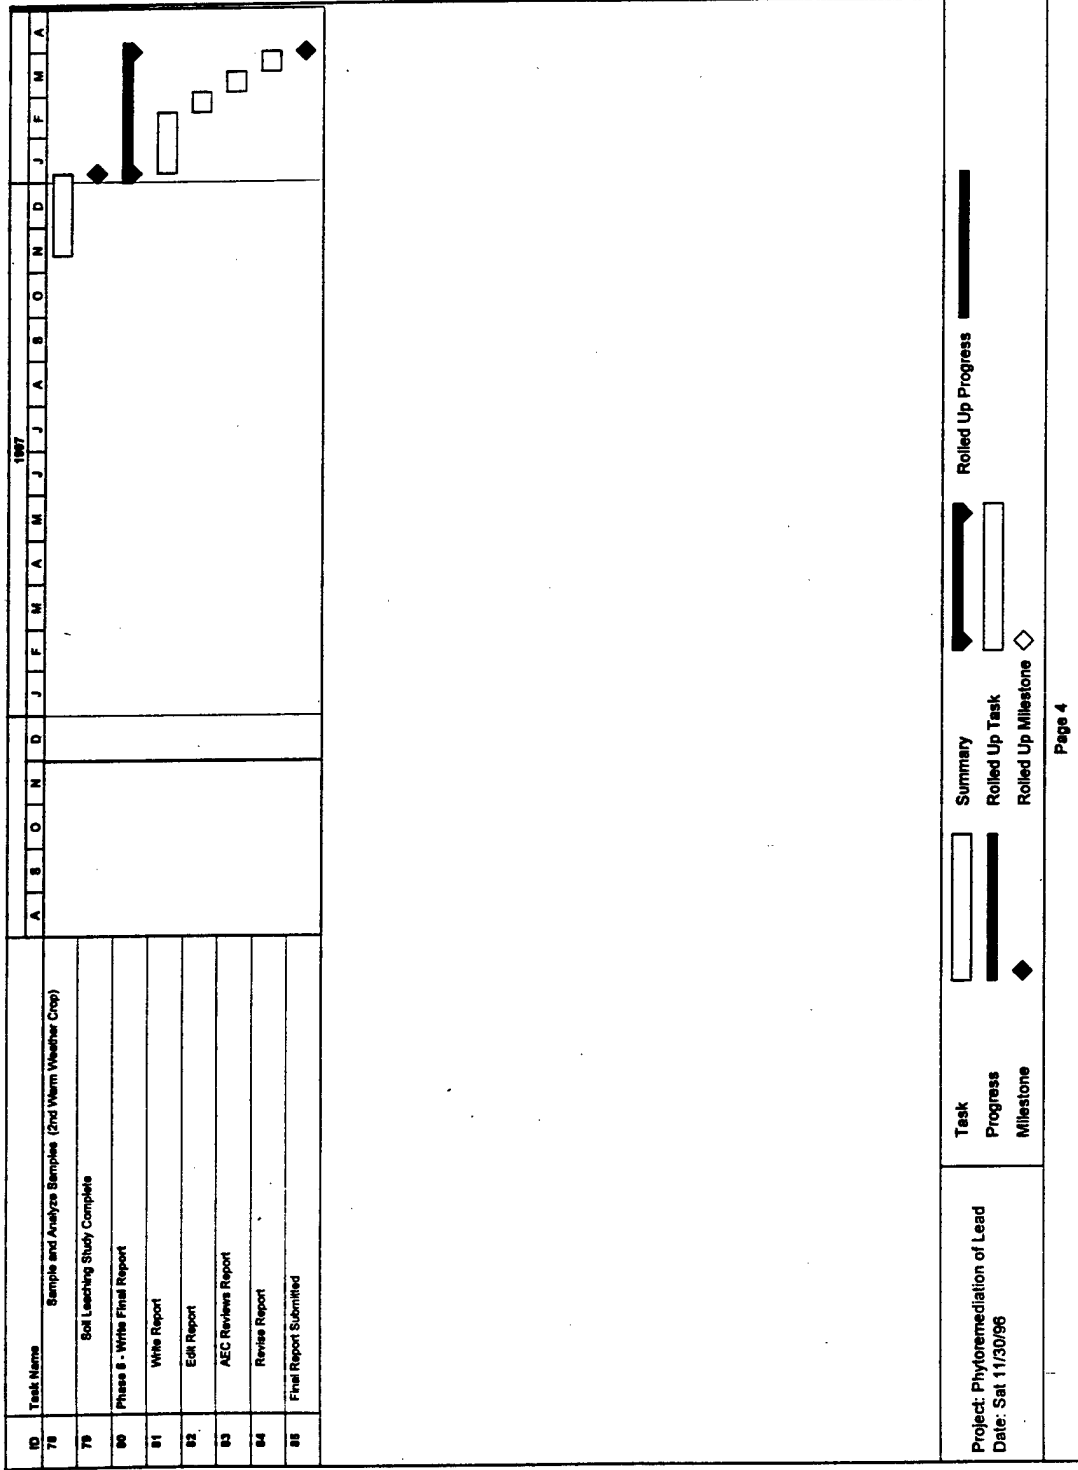 1997
ID Task Name A S O N D J F M A M J J A S O N D J F M A
78 Sample and Analyze Samples (2nd Warm Weather Crop)
79 Soil Leaching Study Complete
80 Phase 6 - Write Final Report
81 Write Report
82 Edit Report
83 AEC Reviews Report
84 Revise Report
85 Final Report Submitted
Project: Phytoremediation of Lead
Date: Sat 11/30/96
Task
Progress
Milestone
Summary
Rolled Up Task
Rolled Up Milestone
Rolled Up Progress
Page 4